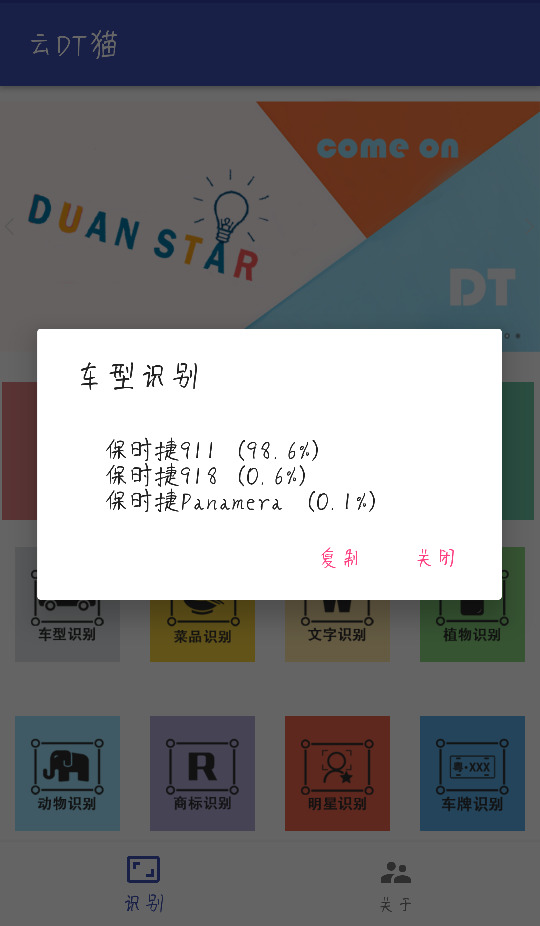 云DT猫
come on
DUAN STAR
DT
车型识别
保时捷911 (98.6%)
保时捷918 (0.6%)
保时捷Panamera (0.1%)
复制 关闭
车型识别 菜品识别 文字识别 植物识别
R 粤·XXX
动物识别 商标识别 明星识别 车牌识别
识别 关于